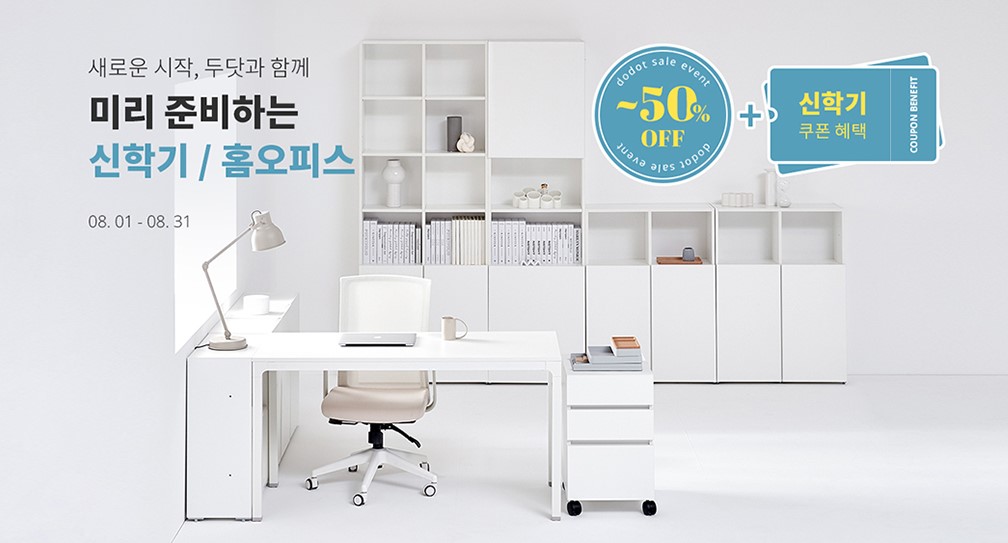 새로운 시작, 두닷과 함께
미리 준비하는
신학기 / 홈오피스
08. 01 - 08. 31
dodot sale event
~50%
OFF
dodot sale event
+
신학기
쿠폰 혜택
COUPON BENEFIT